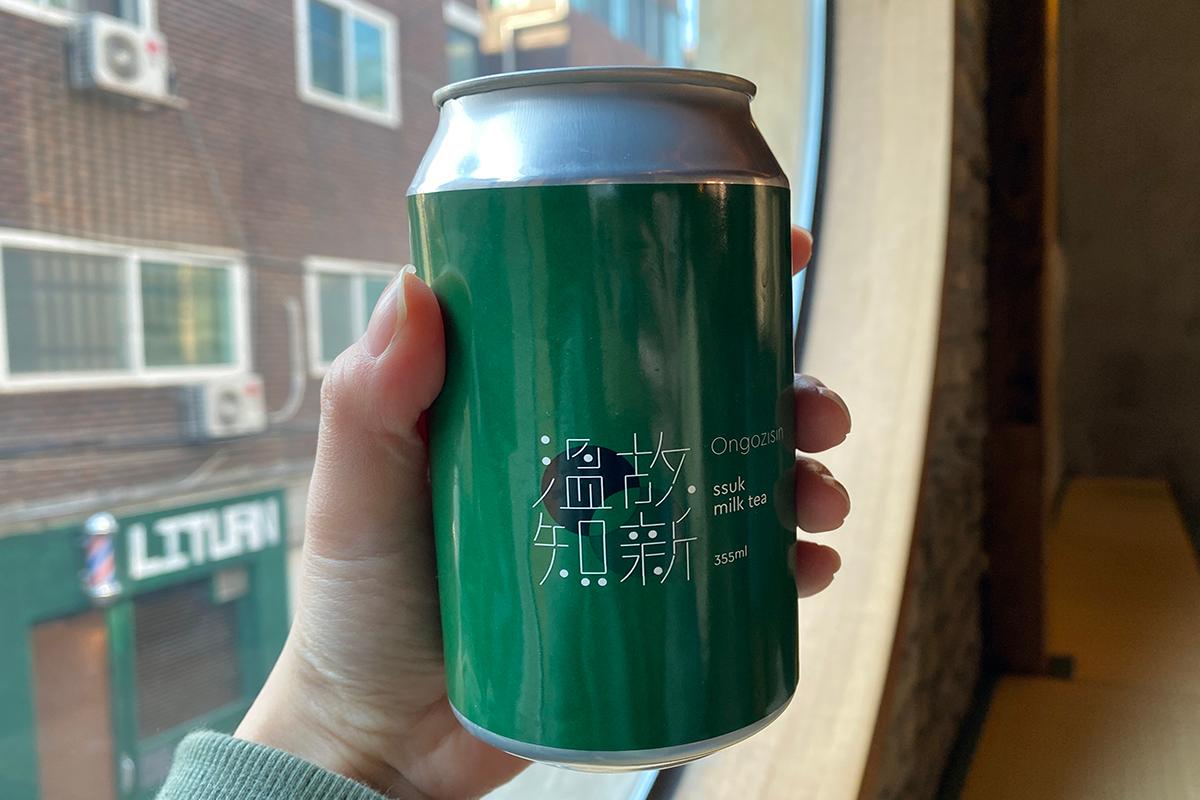 溫故
知新
Ongozisin
ssuk
milk tea
355ml
LITURN